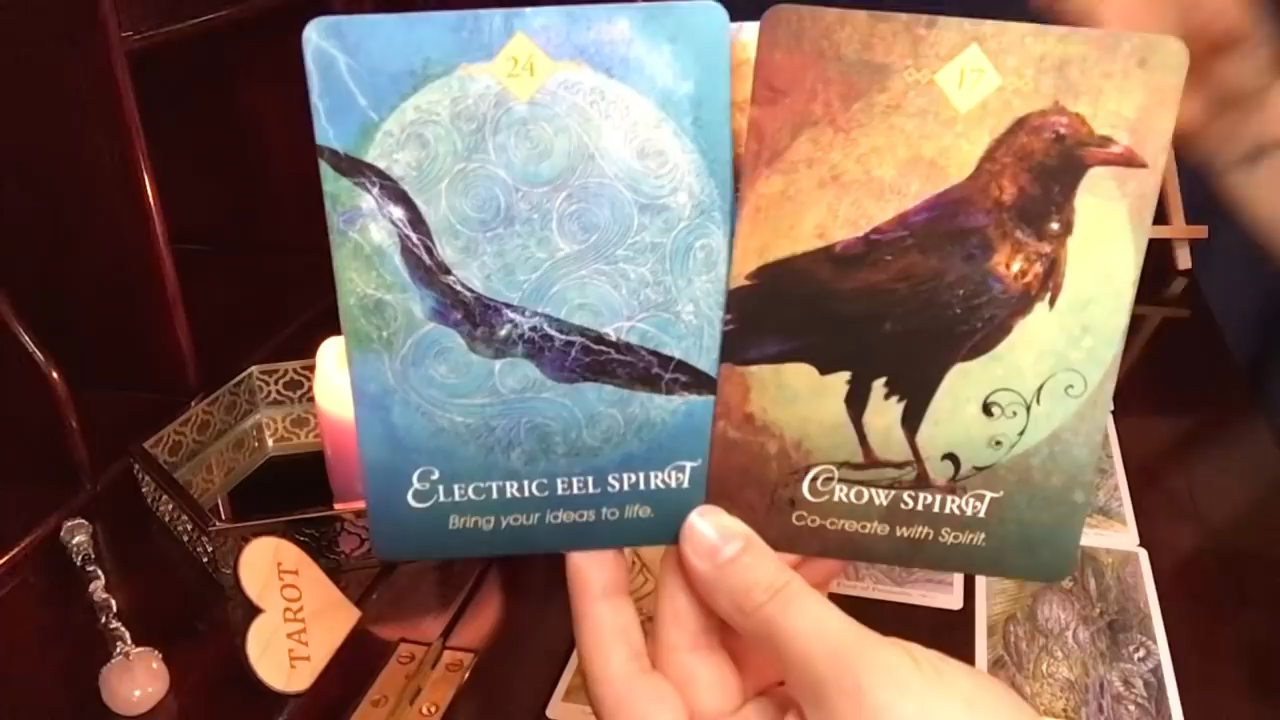 24
ELECTRIC EEL SPIRIT
Bring your ideas to life.
17
CROW SPIRIT
Co-create with Spirit.
TAROT